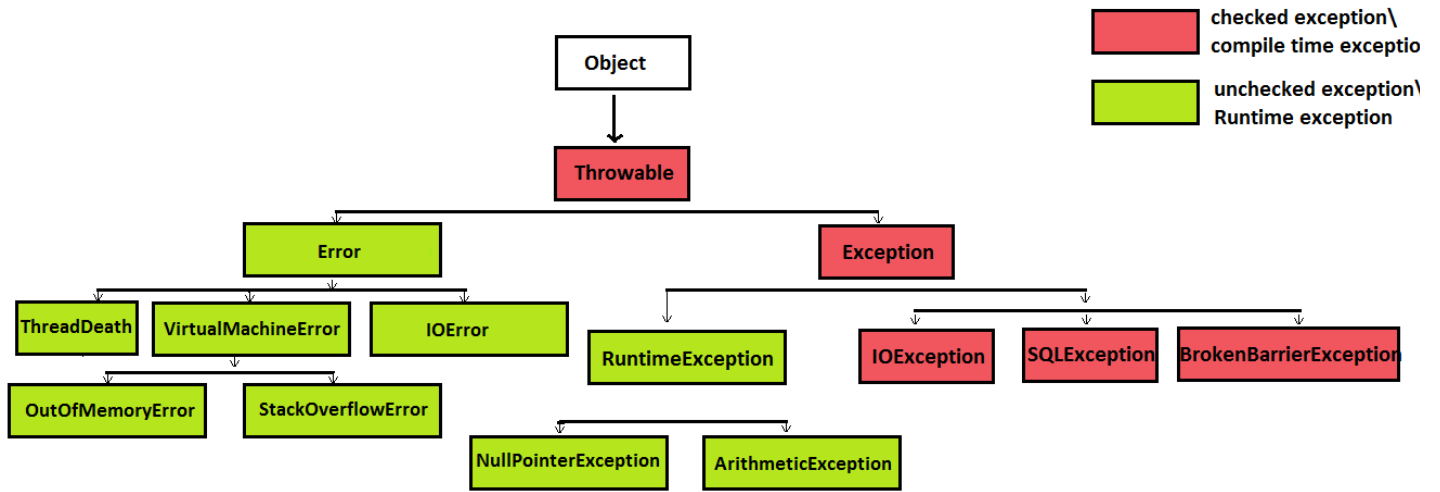 checked exception\
compile time exceptio
unchecked exception\
Runtime exception
Object
Throwable
Error
Exception
ThreadDeath
VirtualMachineError
IOError
RuntimeException
IOException
SQLException
BrokenBarrierException
OutOfMemoryError
StackOverflowError
NullPointerException
ArithmeticException